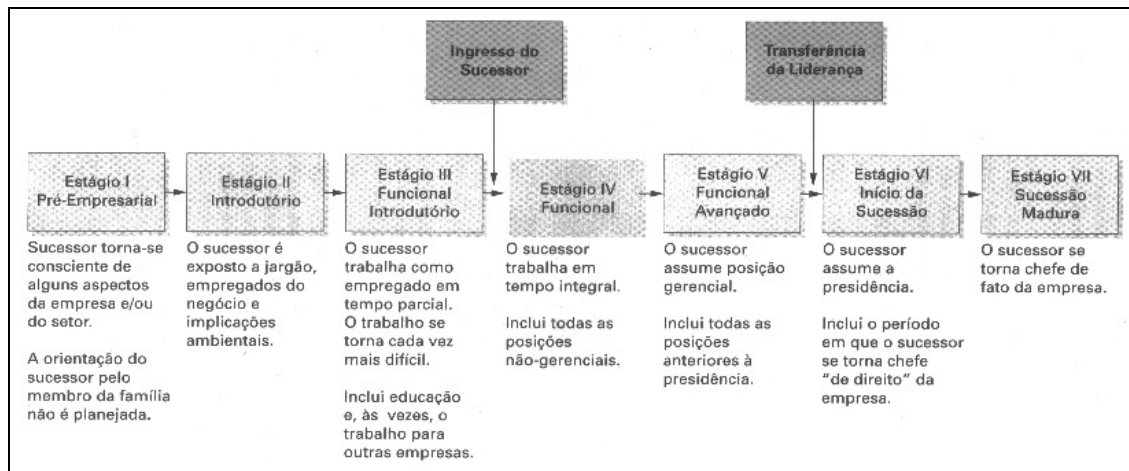 Ingresso do
Sucessor
Transferência
da Liderança
Estágio I
Pré-Empresarial
Estágio II
Introdutório
Estágio III
Funcional
Introdutório
Estágio IV
Funcional
Estágio V
Funcional
Avançado
Estágio VI
Início da
Sucessão
Estágio VII
Sucessão
Madura
Sucessor torna-se
consciente de
alguns aspectos
da empresa e/ou
do setor.
A orientação do
sucessor pelo
membro da família
não é planejada.
O sucessor é
exposto a jargão,
empregados do
negócio e
implicações
ambientais.
O sucessor
trabalha como
empregado em
tempo parcial.
O trabalho se
torna cada vez
mais difícil.
Inclui educação
e, às vezes, o
trabalho para
outras empresas.
O sucessor
trabalha em
tempo integral.
Inclui todas as
posições
não-gerenciais.
O sucessor
assume posição
gerencial.
Inclui todas as
posições
anteriores à
presidência.
O sucessor
assume a
presidência.
Inclui o período
em que o sucessor
se torna chefe
"de direito" da
empresa.
O sucessor se
torna chefe de
fato da empresa.